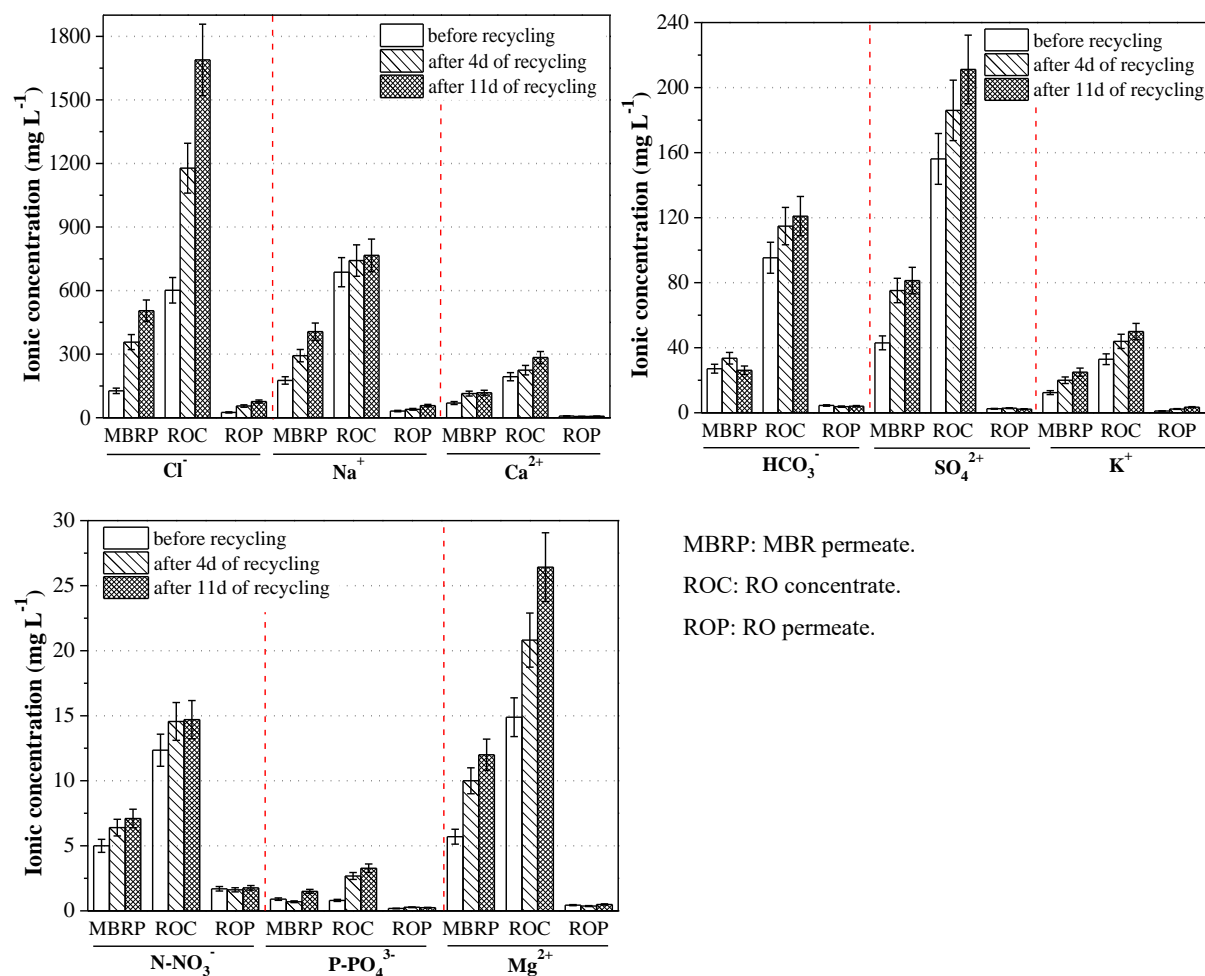 1800
1500
1200
900
600
300
0
Ionic concentration (mg L⁻¹)
before recycling
after 4d of recycling
after 11d of recycling
MBRP ROC ROP MBRP ROC ROP MBRP ROC ROP
Cl⁻ Na⁺ Ca²⁺
240
200
160
120
80
40
0
Ionic concentration (mg L⁻¹)
before recycling
after 4d of recycling
after 11d of recycling
MBRP ROC ROP MBRP ROC ROP MBRP ROC ROP
HCO₃⁻ SO₄²⁺ K⁺
30
25
20
15
10
5
0
Ionic concentration (mg L⁻¹)
before recycling
after 4d of recycling
after 11d of recycling
MBRP ROC ROP MBRP ROC ROP MBRP ROC ROP
N-NO₃⁻ P-PO₄³⁻ Mg²⁺
MBRP: MBR permeate.
ROC: RO concentrate.
ROP: RO permeate.